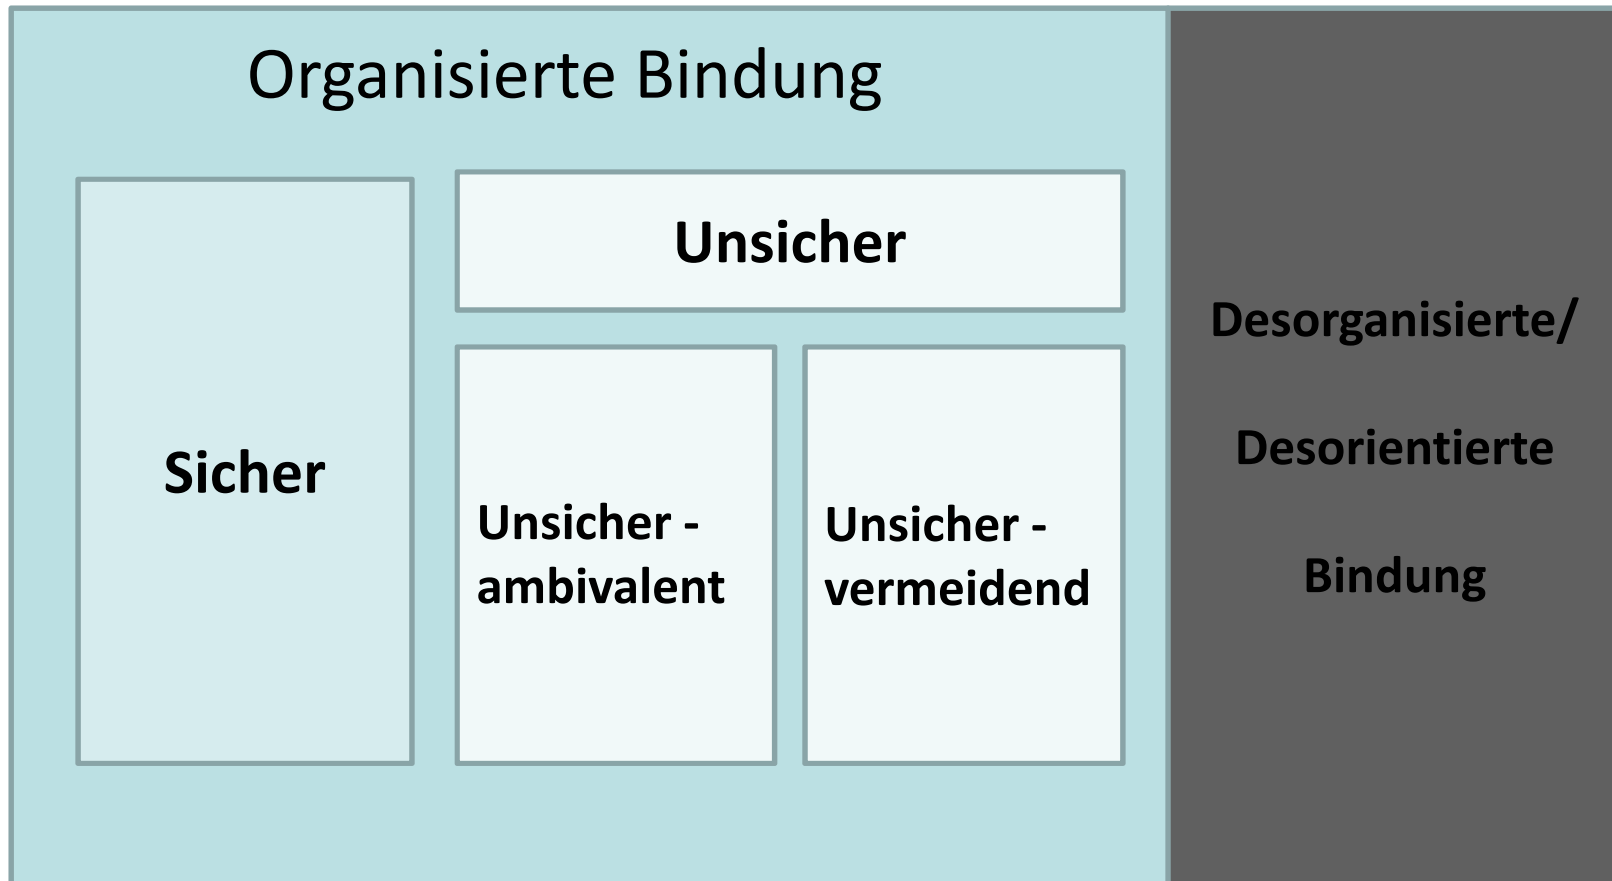 Organisierte Bindung
Sicher
Unsicher
Unsicher -
ambivalent
Unsicher -
vermeidend
Desorganisierte/
Desorientierte
Bindung